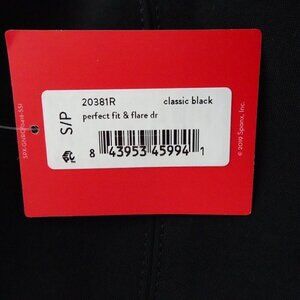 20381R classic black
S/P
perfect fit & flare dr
8 43953 45994 1
© 2019 Spanx, Inc.